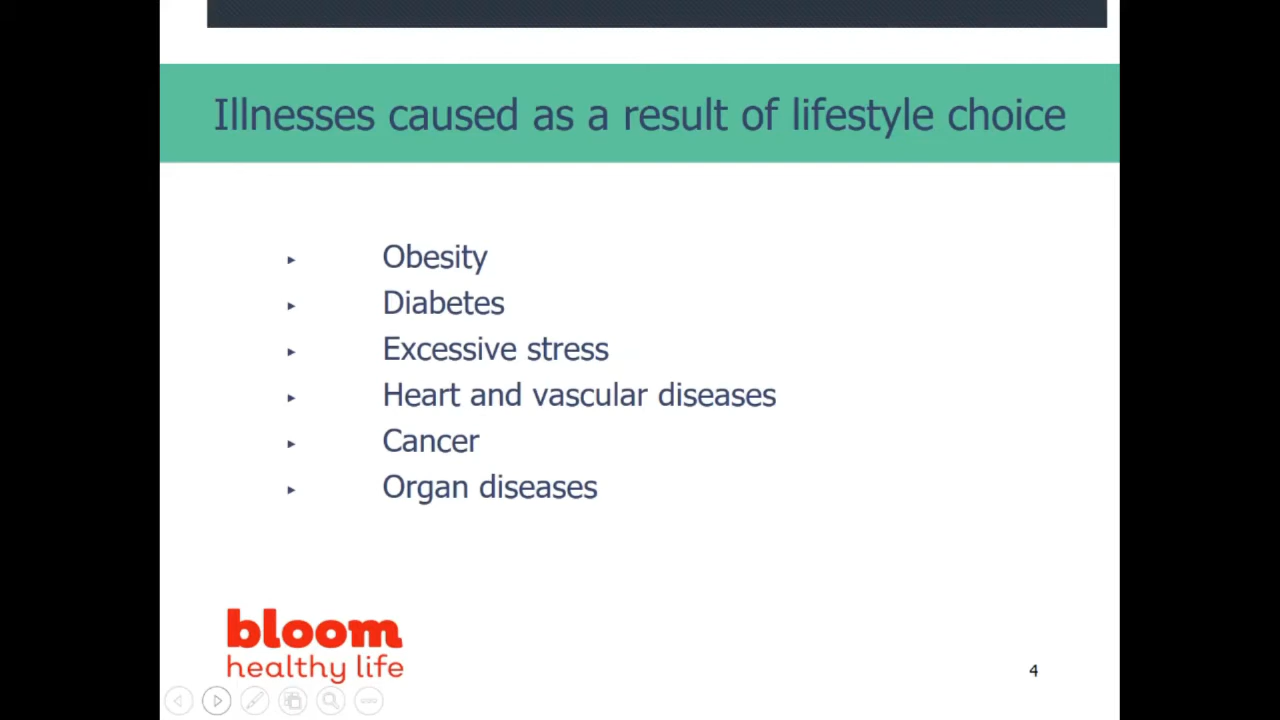 Illnesses caused as a result of lifestyle choice
Obesity
Diabetes
Excessive stress
Heart and vascular diseases
Cancer
Organ diseases
bloom
healthy life
4